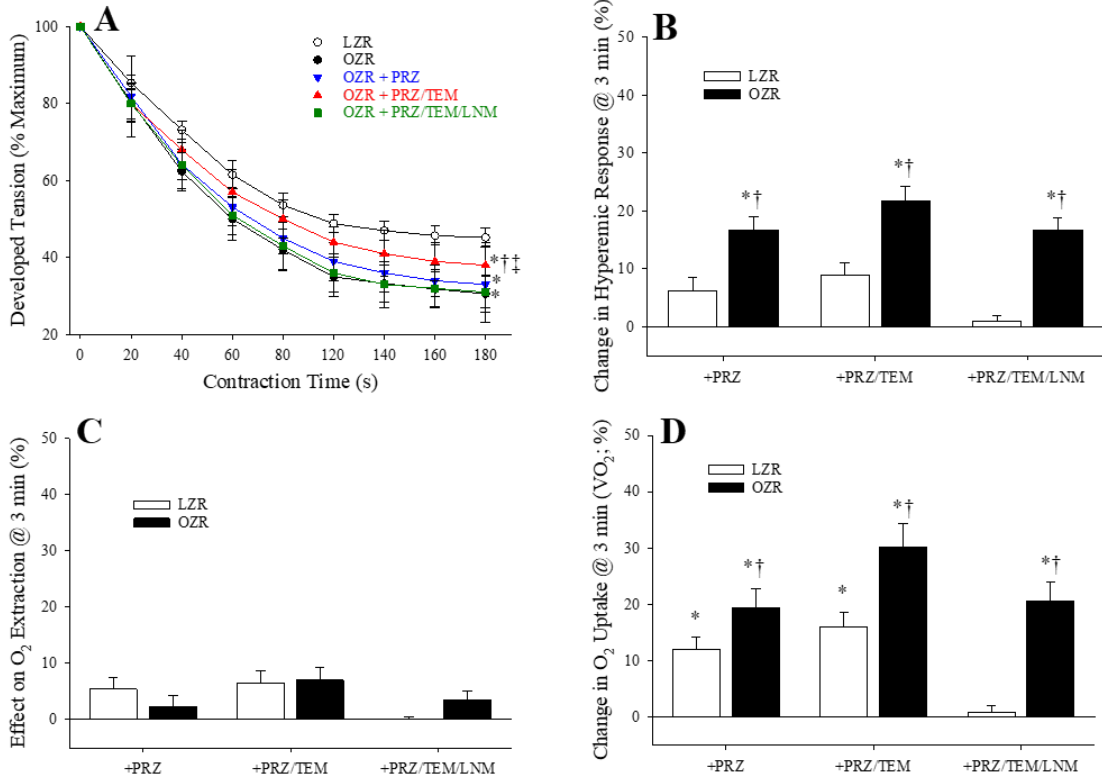 A
LZR
OZR
OZR + PRZ
OZR + PRZ/TEM
OZR + PRZ/TEM/LNM
Developed Tension (% Maximum)
100
80
60
40
20
*†‡
*
*
0 20 40 60 80 120 140 160 180
Contraction Time (s)
B
Change in Hyperemic Response @ 3 min (%)
50
40
30
20
10
0
LZR
OZR
*†
*†
*†
+PRZ +PRZ/TEM +PRZ/TEM/LNM
C
Effect on O2 Extraction @ 3 min (%)
50
40
30
20
10
0
LZR
OZR
+PRZ +PRZ/TEM +PRZ/TEM/LNM
D
Change in O2 Uptake @ 3 min (VO2; %)
50
40
30
20
10
0
LZR
OZR
* *†
* *†
*†
+PRZ +PRZ/TEM +PRZ/TEM/LNM